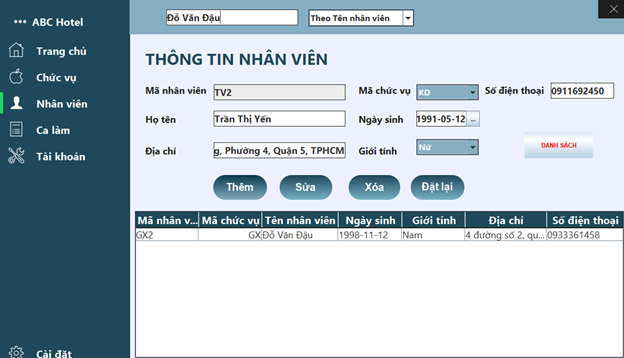 ABC Hotel
Trang chủ
Chức vụ
Nhân viên
Ca làm
Tài khoản
Cài đặt
Đỗ Văn Đậu
Theo Tên nhân viên
THÔNG TIN NHÂN VIÊN
Mã nhân viên TV2 Mã chức vụ KD Số điện thoại 0911692450
Họ tên Trần Thị Yến Ngày sinh 1991-05-12 ...
Địa chỉ g, Phường 4, Quận 5, TPHCM Giới tính Nữ DANH SÁCH
Thêm Sửa Xóa Đặt lại
Mã nhân v... Mã chức vụ Tên nhân viên Ngày sinh Giới tính Địa chỉ Số điện thoại
GX2 GX Đỗ Văn Đậu 1998-11-12 Nam 4 đường số 2, qu... 0933361458